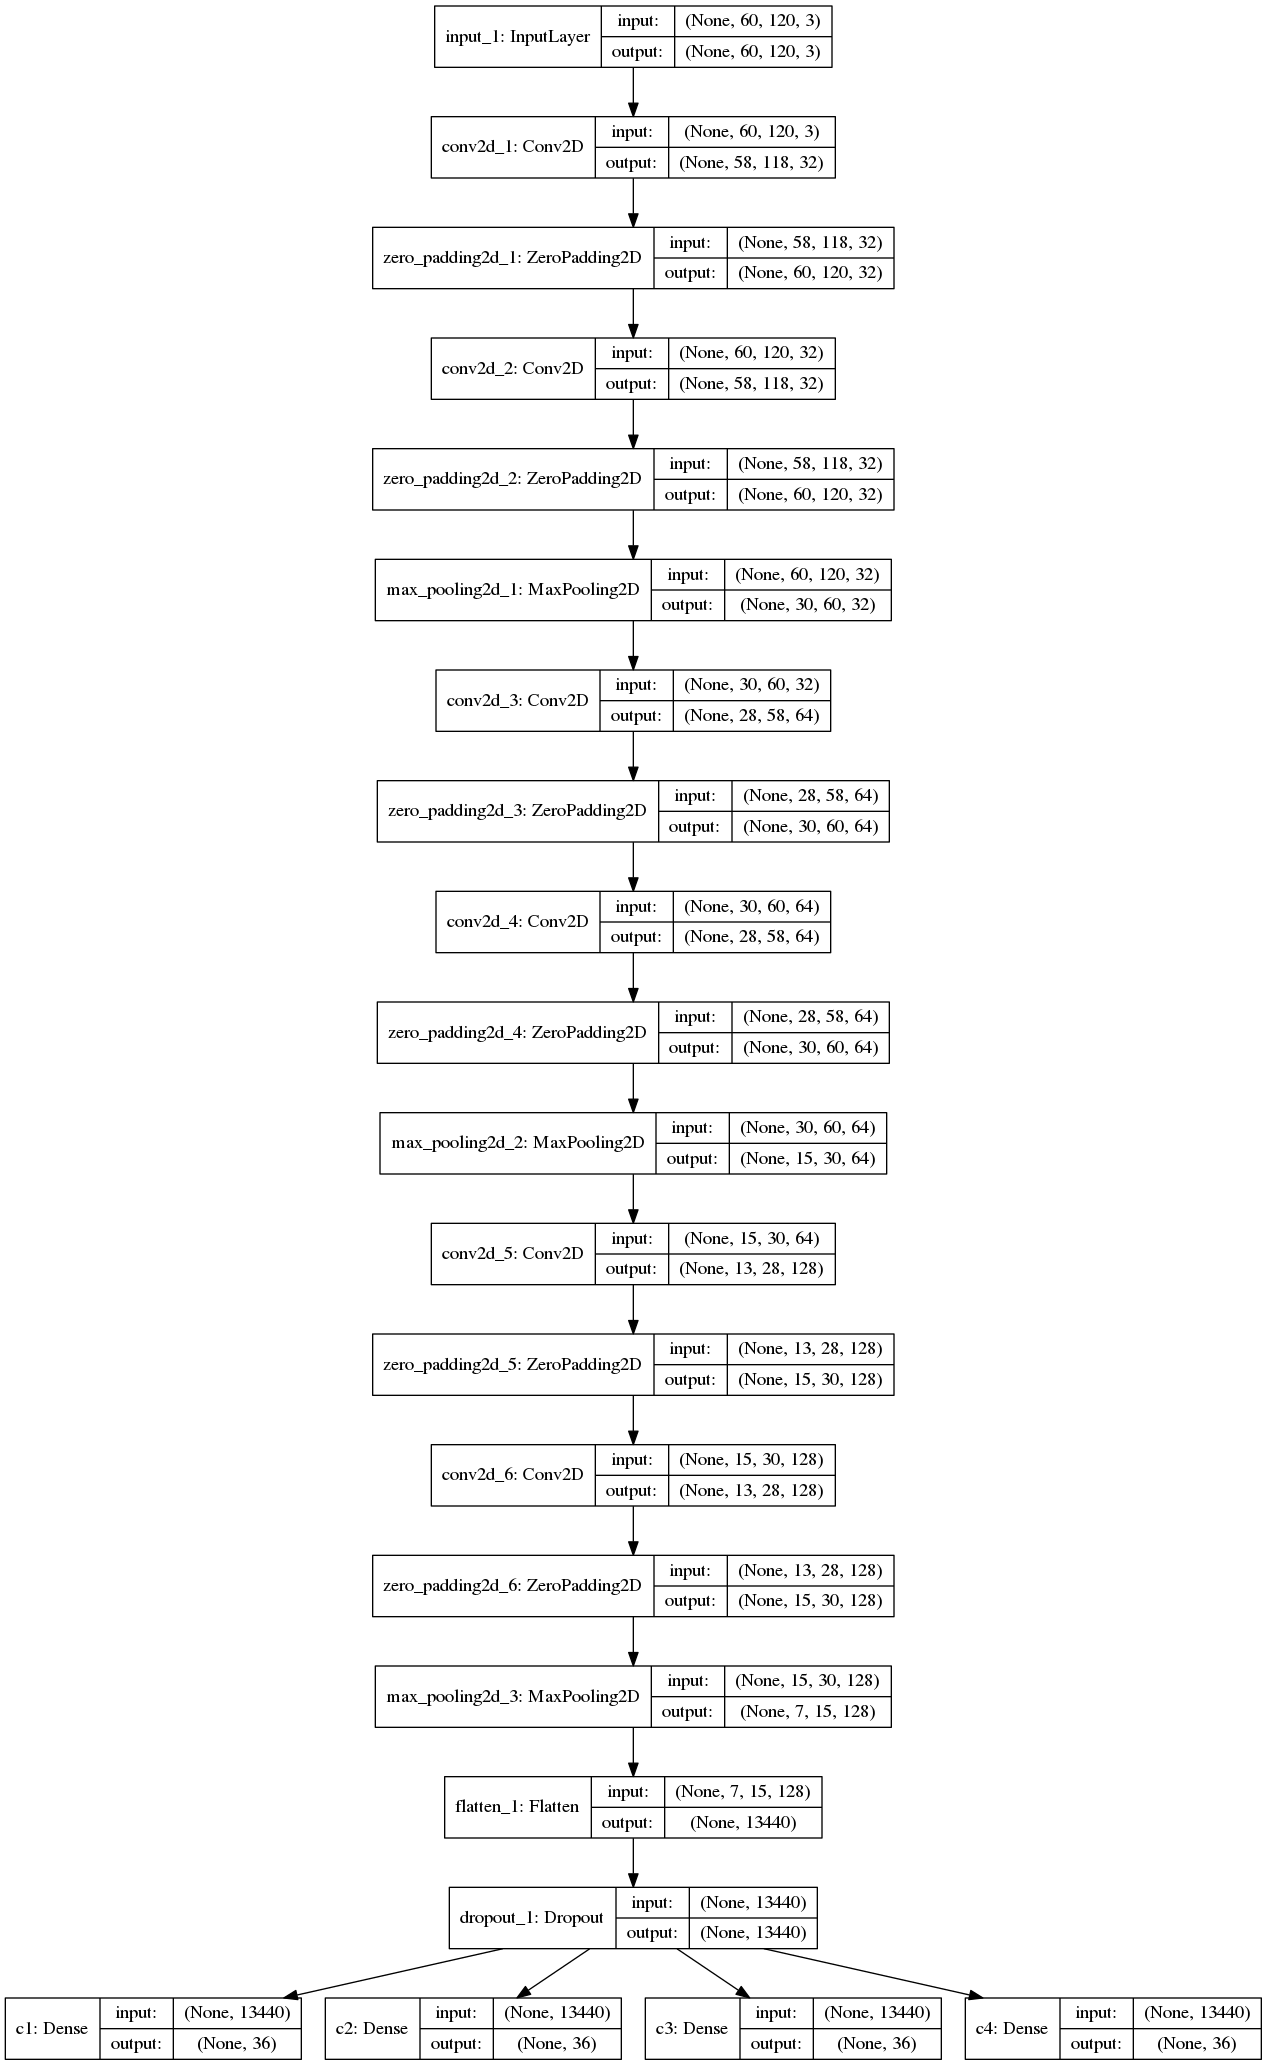 input_1: InputLayer
input: (None, 60, 120, 3)
output: (None, 60, 120, 3)
conv2d_1: Conv2D
input: (None, 60, 120, 3)
output: (None, 58, 118, 32)
zero_padding2d_1: ZeroPadding2D
input: (None, 58, 118, 32)
output: (None, 60, 120, 32)
conv2d_2: Conv2D
input: (None, 60, 120, 32)
output: (None, 58, 118, 32)
zero_padding2d_2: ZeroPadding2D
input: (None, 58, 118, 32)
output: (None, 60, 120, 32)
max_pooling2d_1: MaxPooling2D
input: (None, 60, 120, 32)
output: (None, 30, 60, 32)
conv2d_3: Conv2D
input: (None, 30, 60, 32)
output: (None, 28, 58, 64)
zero_padding2d_3: ZeroPadding2D
input: (None, 28, 58, 64)
output: (None, 30, 60, 64)
conv2d_4: Conv2D
input: (None, 30, 60, 64)
output: (None, 28, 58, 64)
zero_padding2d_4: ZeroPadding2D
input: (None, 28, 58, 64)
output: (None, 30, 60, 64)
max_pooling2d_2: MaxPooling2D
input: (None, 30, 60, 64)
output: (None, 15, 30, 64)
conv2d_5: Conv2D
input: (None, 15, 30, 64)
output: (None, 13, 28, 128)
zero_padding2d_5: ZeroPadding2D
input: (None, 13, 28, 128)
output: (None, 15, 30, 128)
conv2d_6: Conv2D
input: (None, 15, 30, 128)
output: (None, 13, 28, 128)
zero_padding2d_6: ZeroPadding2D
input: (None, 13, 28, 128)
output: (None, 15, 30, 128)
max_pooling2d_3: MaxPooling2D
input: (None, 15, 30, 128)
output: (None, 7, 15, 128)
flatten_1: Flatten
input: (None, 7, 15, 128)
output: (None, 13440)
dropout_1: Dropout
input: (None, 13440)
output: (None, 13440)
c1: Dense
input: (None, 13440)
output: (None, 36)
c2: Dense
input: (None, 13440)
output: (None, 36)
c3: Dense
input: (None, 13440)
output: (None, 36)
c4: Dense
input: (None, 13440)
output: (None, 36)